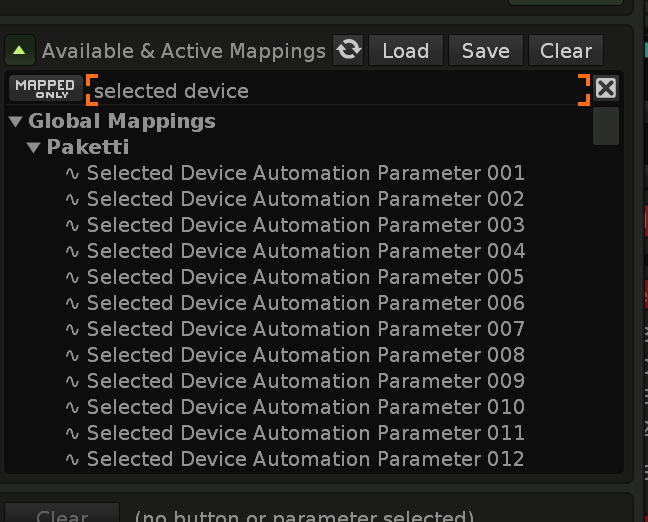 Available & Active Mappings Load Save Clear
MAPPED ONLY selected device
Global Mappings
Paketti
Selected Device Automation Parameter 001
Selected Device Automation Parameter 002
Selected Device Automation Parameter 003
Selected Device Automation Parameter 004
Selected Device Automation Parameter 005
Selected Device Automation Parameter 006
Selected Device Automation Parameter 007
Selected Device Automation Parameter 008
Selected Device Automation Parameter 009
Selected Device Automation Parameter 010
Selected Device Automation Parameter 011
Selected Device Automation Parameter 012
Clear (no button or parameter selected)